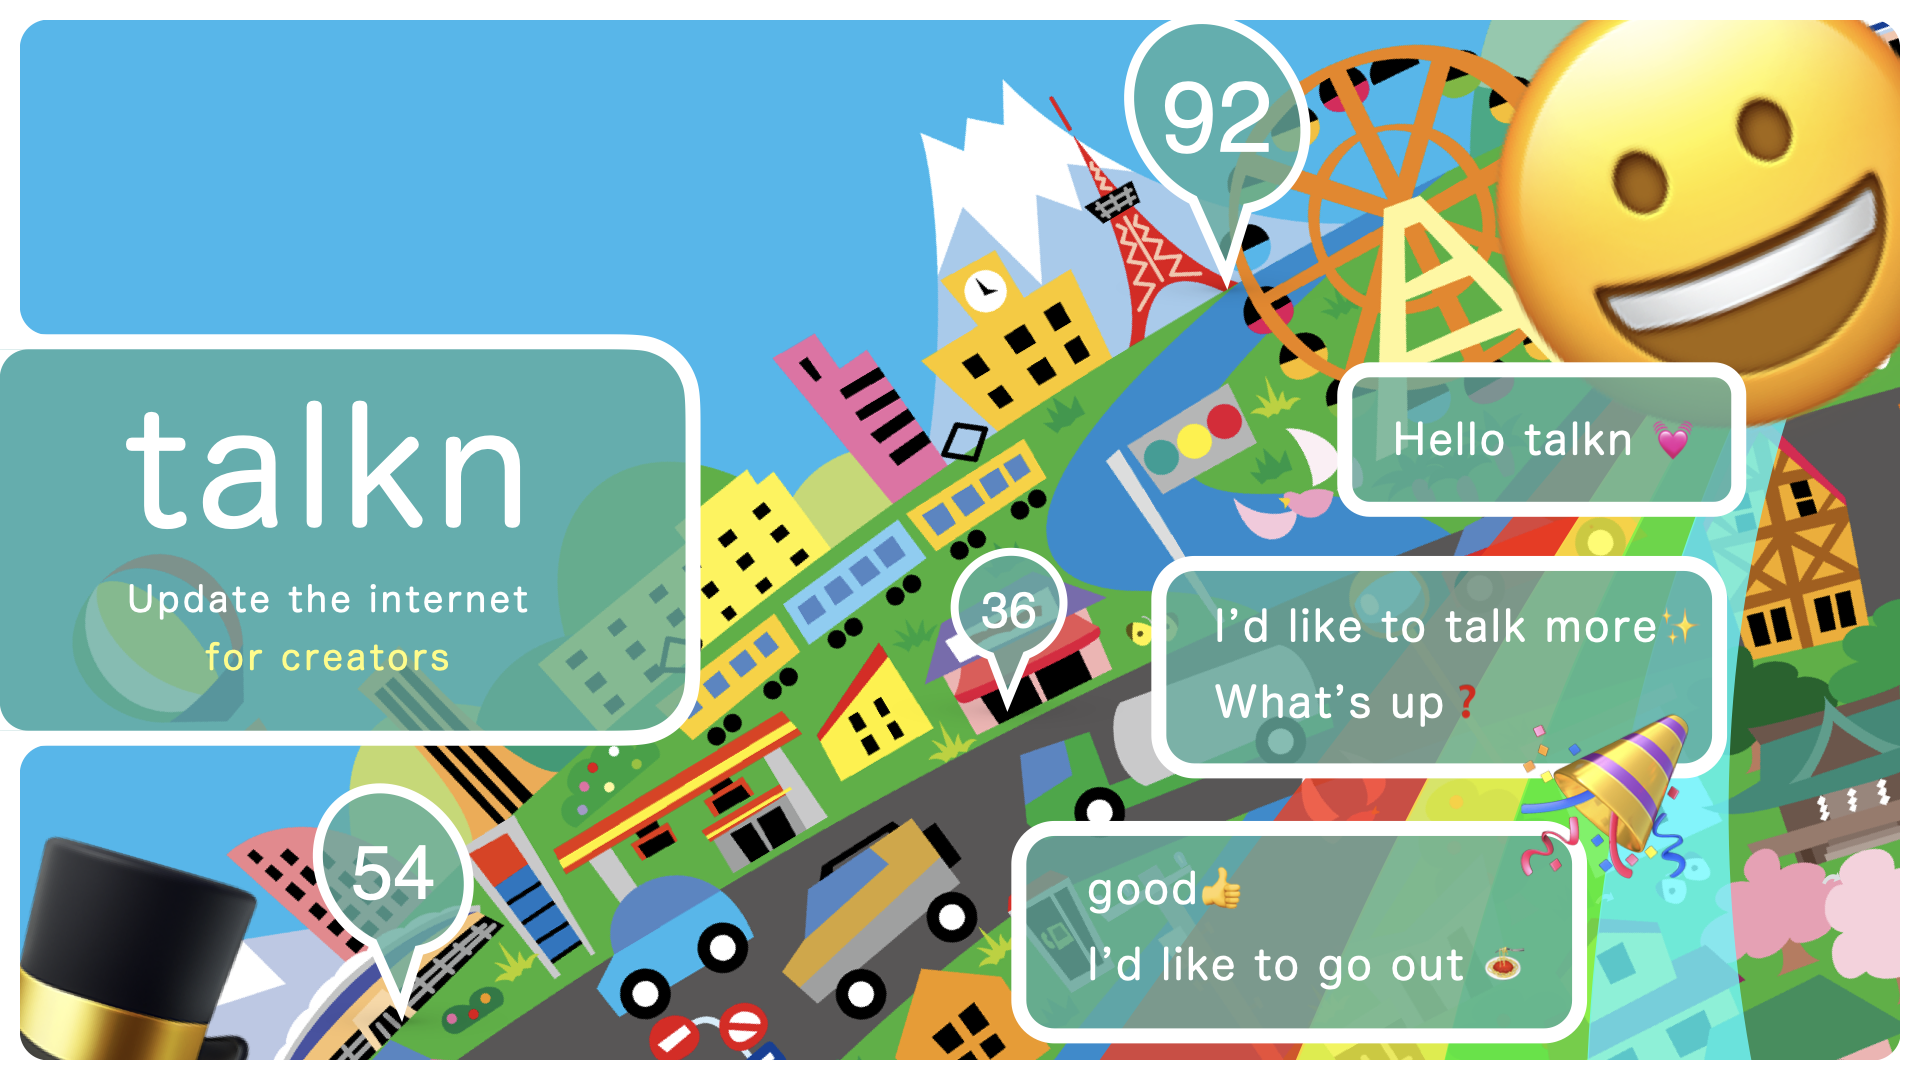 92
talkn
Update the internet
for creators
Hello talkn 💓
36
I’d like to talk more✨
What’s up❓
54
good👍
I’d like to go out 🍝